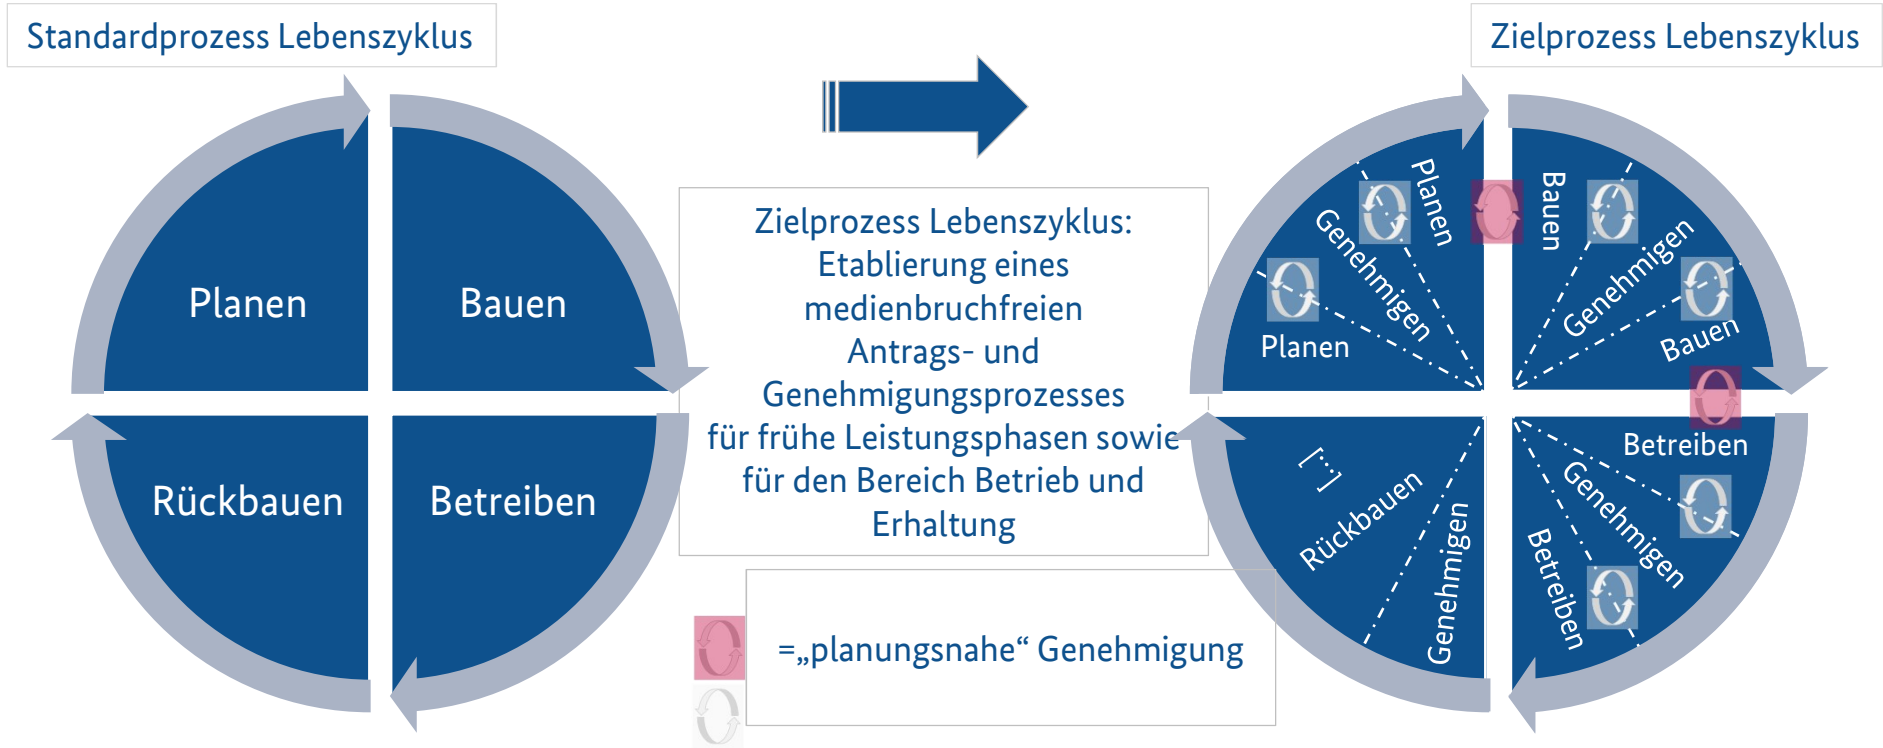 Standardprozess Lebenszyklus
Zielprozess Lebenszyklus
Planen
Bauen
Rückbauen
Betreiben
Zielprozess Lebenszyklus:
Etablierung eines
medienbruchfreien
Antrags- und
Genehmigungsprozesses
für frühe Leistungsphasen sowie
für den Bereich Betrieb und
Erhaltung
=„planungsnahe“ Genehmigung
Planen
Genehmigen
Planen
Bauen
Genehmigen
Bauen
Betreiben
Genehmigen
Betreiben
Genehmigen
Rückbauen
[...]